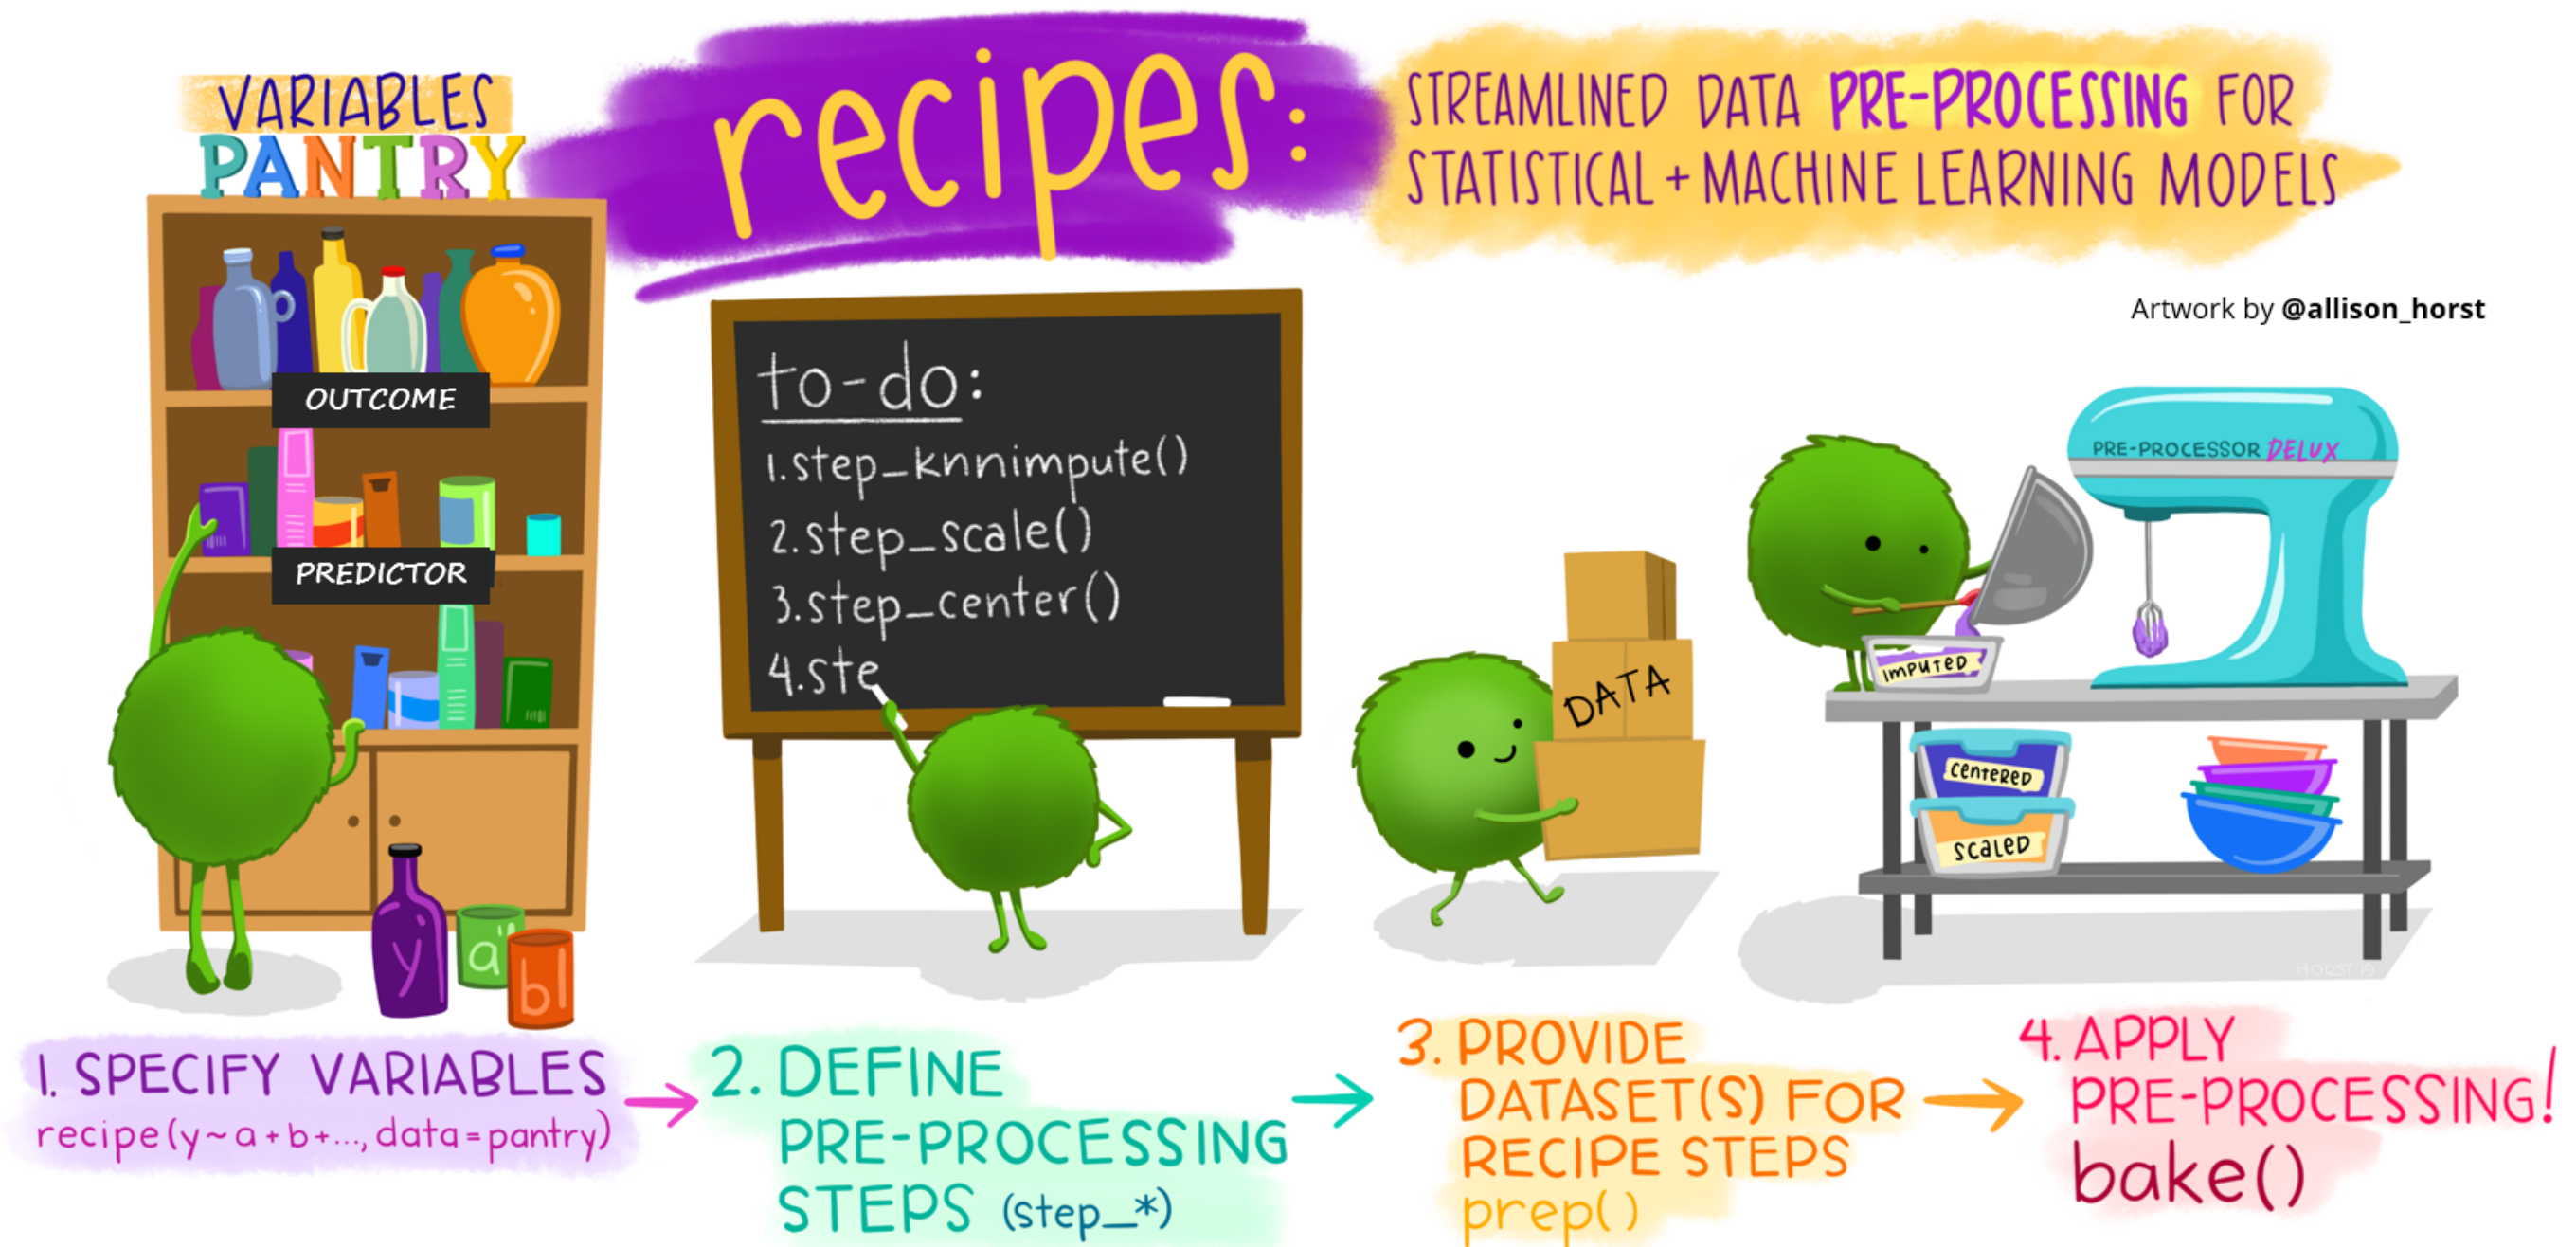 VARIABLES
PANTRY
recipes:
STREAMLINED DATA PRE-PROCESSING FOR
STATISTICAL + MACHINE LEARNING MODELS
Artwork by @allison_horst
OUTCOME
PREDICTOR
to-do:
1. step_knnimpute()
2. step_scale()
3. step_center()
4. ste
DATA
PRE-PROCESSOR DELUX
IMPUTED
CENTERED
SCALED
y
a
bl
HORST '19
1. SPECIFY VARIABLES
recipe(y~a+b+..., data=pantry)
2. DEFINE
PRE-PROCESSING
STEPS (step_*)
3. PROVIDE
DATASET(S) FOR
RECIPE STEPS
prep()
4. APPLY
PRE-PROCESSING!
bake()